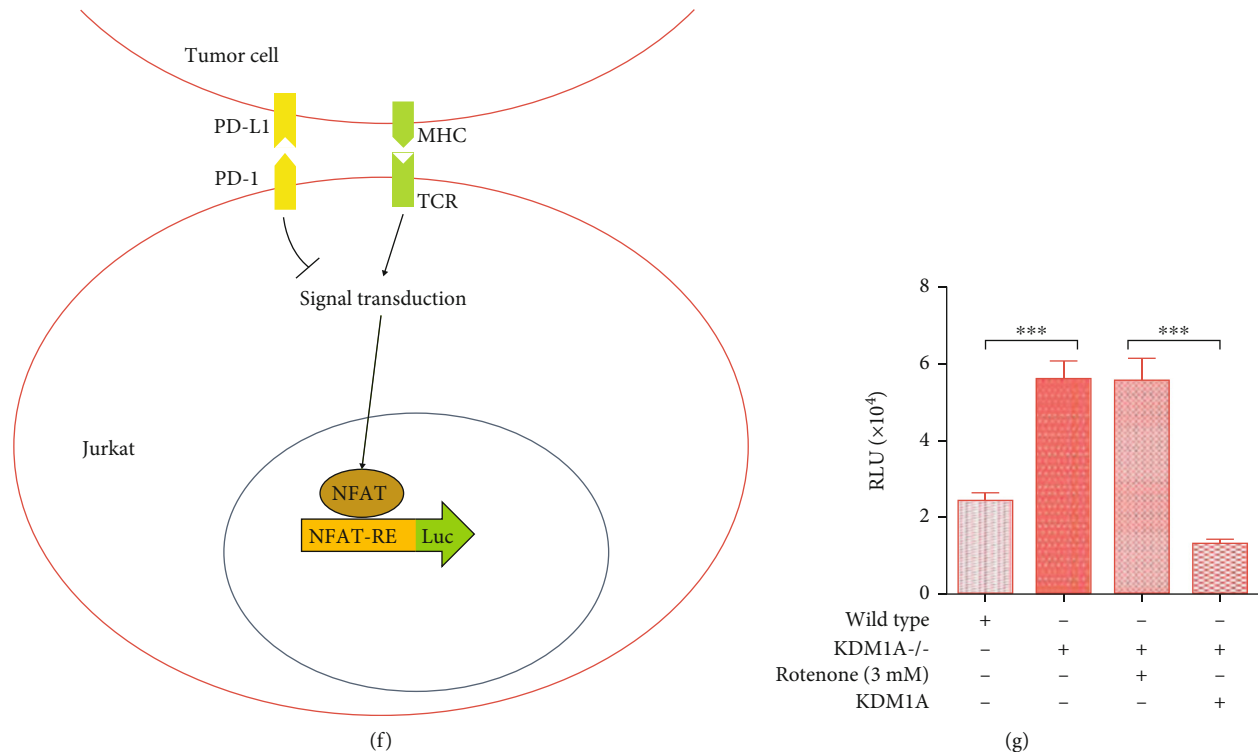 Tumor cell
PD-L1
MHC
PD-1
TCR
Signal transduction
Jurkat
NFAT
NFAT-RE Luc
(f)
8
6
4
2
0
RLU (×10⁴)
*** ***
Wild type + – – –
KDM1A-/- – + + +
Rotenone (3 mM) – – + –
KDM1A – – – +
(g)